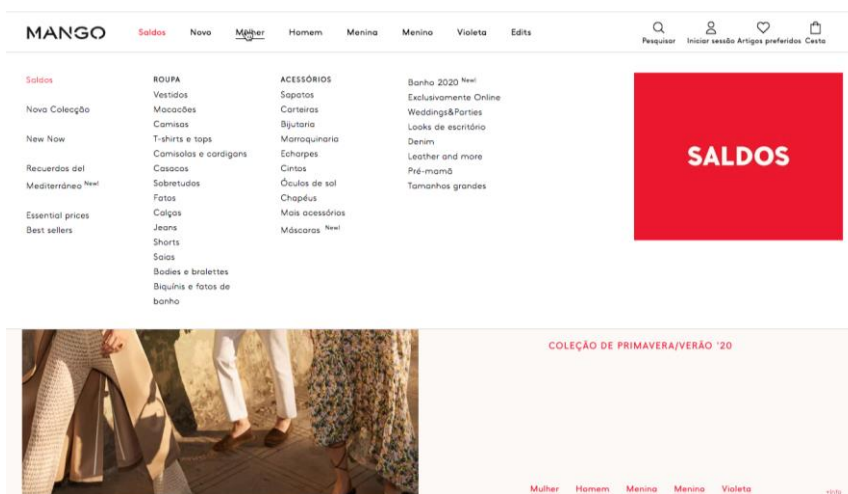 MANGO
Saldos Novo Mulher Homem Menina Menino Violeta Edits
Pesquisar Iniciar sessão Artigos preferidos Cesta
Saldos
Nova Colecção
New Now
Recuerdos del
Mediterráneo New!
Essential prices
Best sellers
ROUPA
Vestidos
Macacões
Camisas
T-shirts e tops
Camisolas e cardigans
Casacos
Sobretudos
Fatos
Calças
Jeans
Shorts
Saias
Bodies e bralettes
Biquínis e fatos de
banho
ACESSÓRIOS
Sapatos
Carteiras
Bijutaria
Marroquinaria
Echarpes
Cintos
Óculos de sol
Chapéus
Mais acessórios
Máscaras New!
Banho 2020 New!
Exclusivamente Online
Weddings&Parties
Looks de escritório
Denim
Leather and more
Pré-mamã
Tamanhos grandes
SALDOS
COLEÇÃO DE PRIMAVERA/VERÃO '20
Mulher Homem Menina Menino Violeta